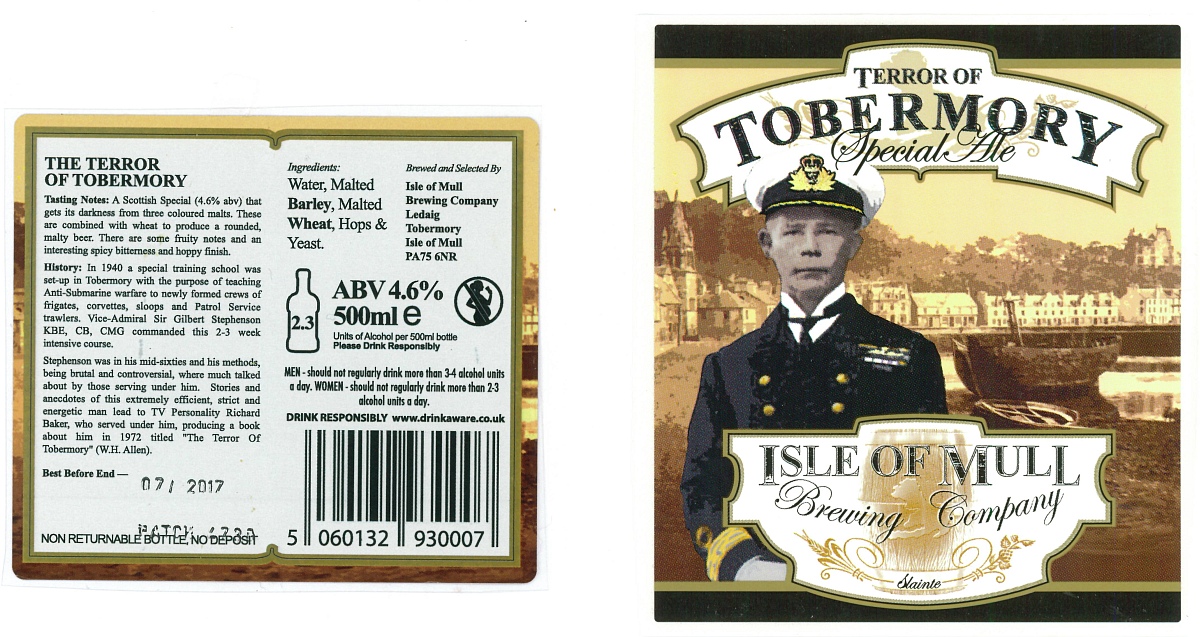 THE TERROR
OF TOBERMORY
Tasting Notes: A Scottish Special (4.6% abv) that
gets its darkness from three coloured malts. These
are combined with wheat to produce a rounded,
malty beer. There are some fruity notes and an
interesting spicy bitterness and hoppy finish.
History: In 1940 a special training school was
set-up in Tobermory with the purpose of teaching
Anti-Submarine warfare to newly formed crews of
frigates, corvettes, sloops and Patrol Service
trawlers. Vice-Admiral Sir Gilbert Stephenson
KBE, CB, CMG commanded this 2-3 week
intensive course.
Stephenson was in his mid-sixties and his methods,
being brutal and controversial, where much talked
about by those serving under him. Stories and
anecdotes of this extremely efficient, strict and
energetic man lead to TV Personality Richard
Baker, who served under him, producing a book
about him in 1972 titled "The Terror Of
Tobermory" (W.H. Allen).
Best Before End —
07/ 2017
BATCH
NON RETURNABLE BOTTLE, NO DEPOSIT
Ingredients:
Water, Malted
Barley, Malted
Wheat, Hops &
Yeast.
Brewed and Selected By
Isle of Mull
Brewing Company
Ledaig
Tobermory
Isle of Mull
PA75 6NR
2.3
ABV 4.6%
500ml e
Units of Alcohol per 500ml bottle
Please Drink Responsibly
MEN - should not regularly drink more than 3-4 alcohol units
a day. WOMEN - should not regularly drink more than 2-3
alcohol units a day.
DRINK RESPONSIBLY www.drinkaware.co.uk
5 060132 930007
TERROR OF
TOBERMORY
Special Ale
ISLE OF MULL
Brewing Company
Slainte